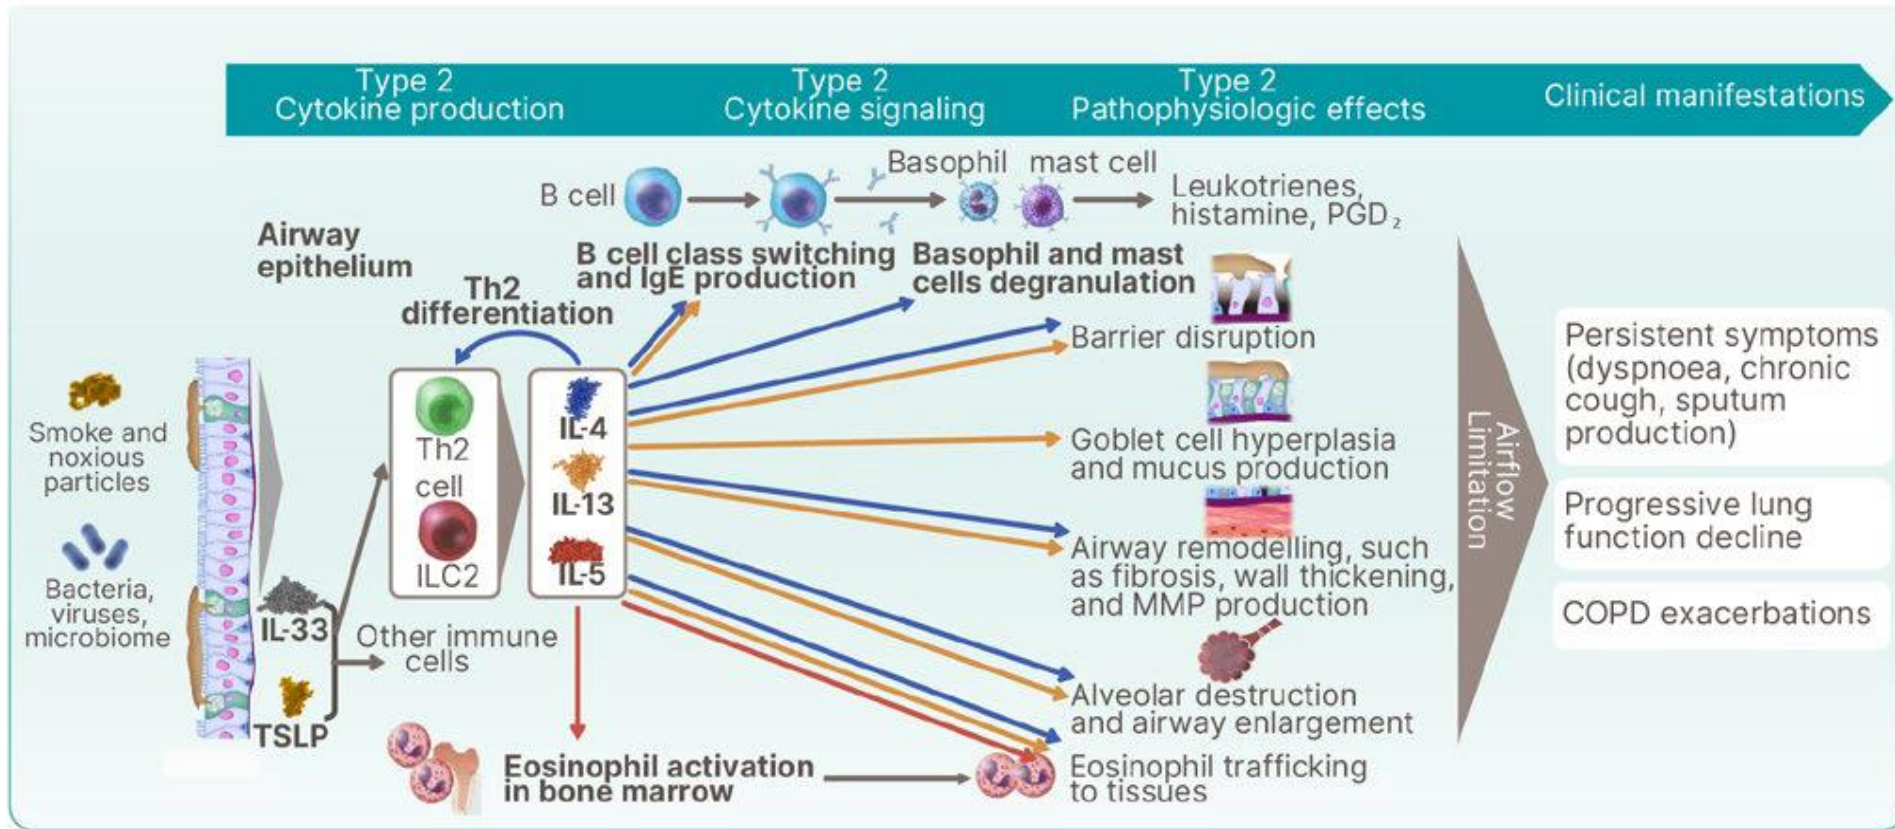 Type 2
Cytokine production
Type 2
Cytokine signaling
Type 2
Pathophysiologic effects
Clinical manifestations
B cell
Basophil
mast cell
Leukotrienes,
histamine, PGD₂
Airway
epithelium
B cell class switching
and IgE production
Basophil and mast
cells degranulation
Th2
differentiation
Smoke and
noxious
particles
Bacteria,
viruses,
microbiome
IL-33
TSLP
Th2
cell
ILC2
Other immune
cells
IL-4
IL-13
IL-5
Eosinophil activation
in bone marrow
Barrier disruption
Goblet cell hyperplasia
and mucus production
Airway remodelling, such
as fibrosis, wall thickening,
and MMP production
Alveolar destruction
and airway enlargement
Eosinophil trafficking
to tissues
Airflow
Limitation
Persistent symptoms
(dyspnoea, chronic
cough, sputum
production)
Progressive lung
function decline
COPD exacerbations